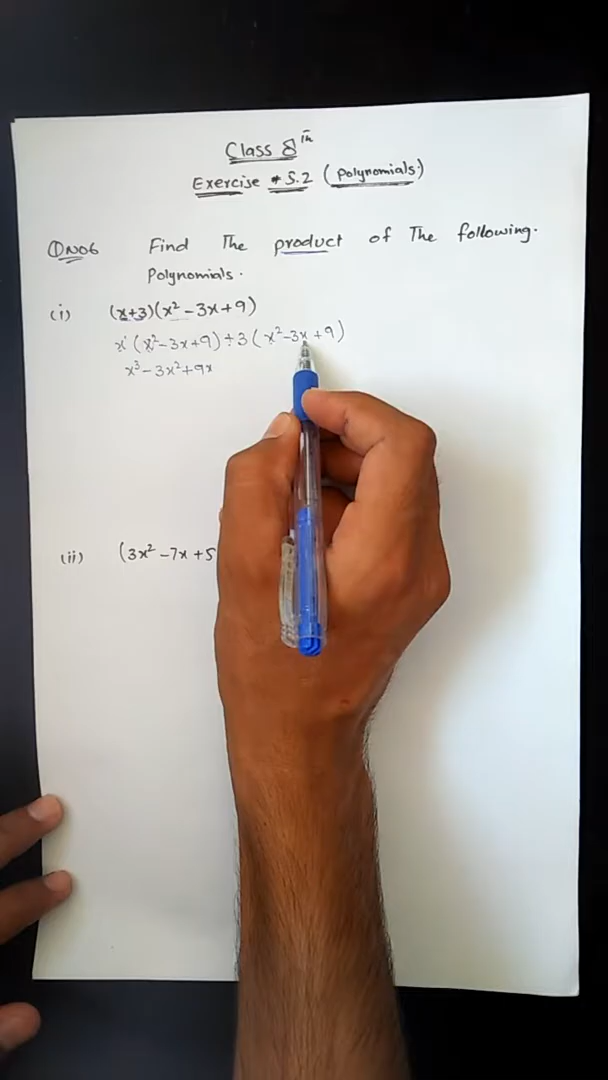 Class 8th
Exercise # 5.2 (polynomials.)
QNo6 Find The product of The following.
Polynomials.
(i) (x+3)(x² - 3x + 9)
x (x² - 3x + 9) + 3 (x² - 3x + 9)
x³ - 3x² + 9x
(ii) (3x² - 7x + 5